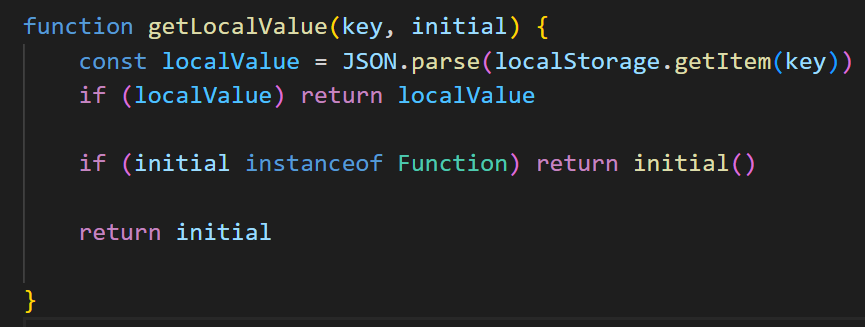 function getLocalValue(key, initial) {
    const localValue = JSON.parse(localStorage.getItem(key))
    if (localValue) return localValue
    if (initial instanceof Function) return initial()
    return initial
}